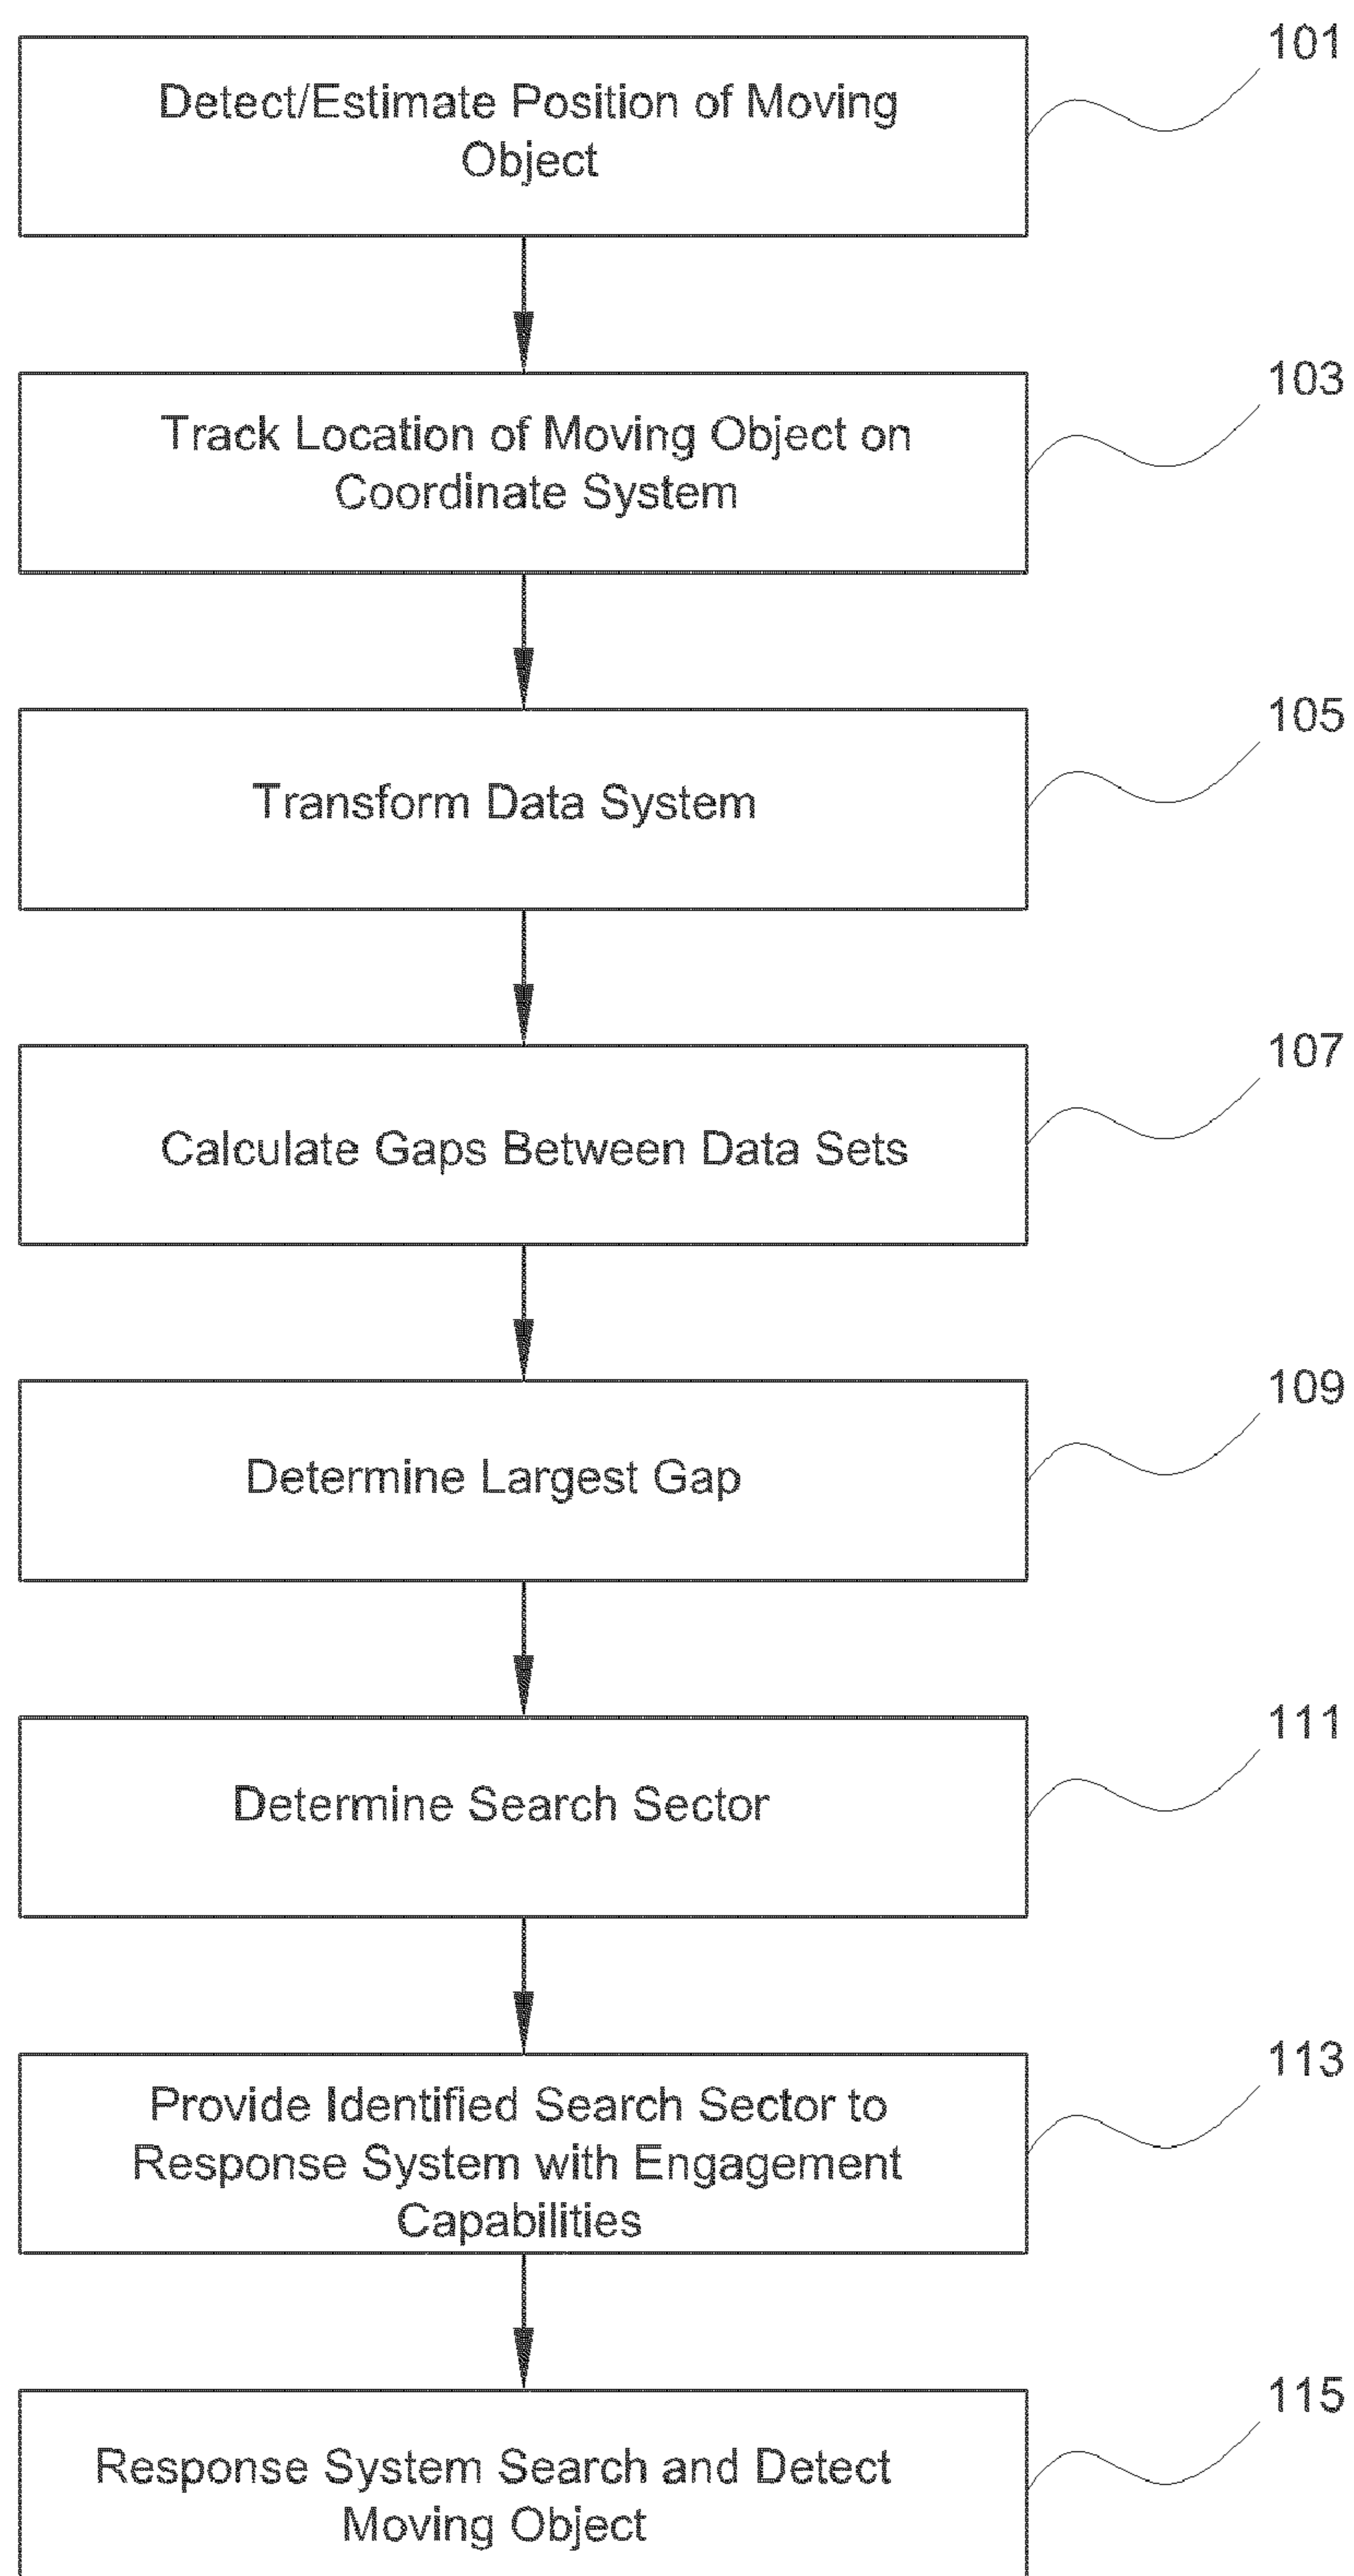 101
Detect/Estimate Position of Moving
Object
103
Track Location of Moving Object on
Coordinate System
105
Transform Data System
107
Calculate Gaps Between Data Sets
109
Determine Largest Gap
111
Determine Search Sector
113
Provide Identified Search Sector to
Response System with Engagement
Capabilities
115
Response System Search and Detect
Moving Object